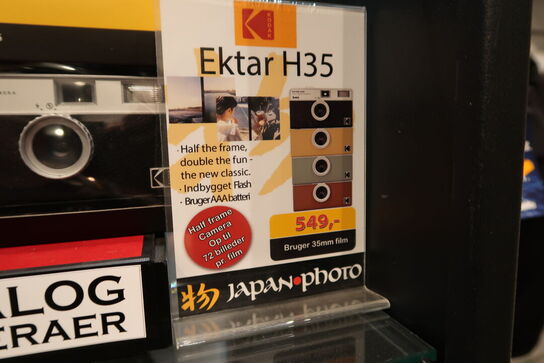 KODAK
Ektar H35
· Half the frame,
double the fun -
the new classic.
· Indbygget Flash
· Bruger AAA batteri
Half frame
Camera
Op til
72 billeder
pr. film
549,-
Bruger 35mm film
物 JAPAN·PHOTO
ALOG
ERAER